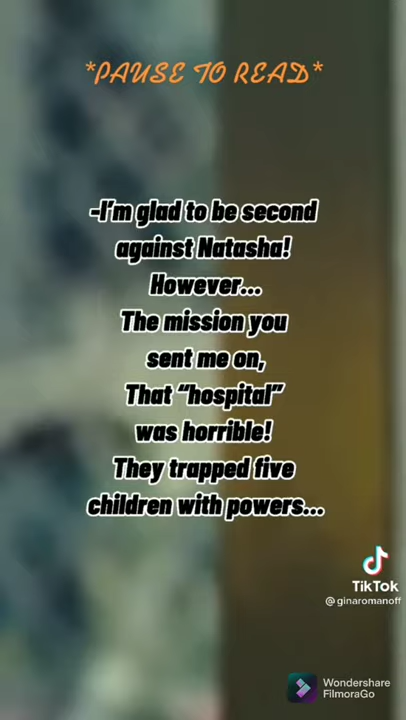 *PAUSE TO READ*
-I'm glad to be second
against Natasha!
However...
The mission you
sent me on,
That “hospital”
was horrible!
They trapped five
children with powers...
TikTok
@ginaromanoff
Wondershare
FilmoraGo